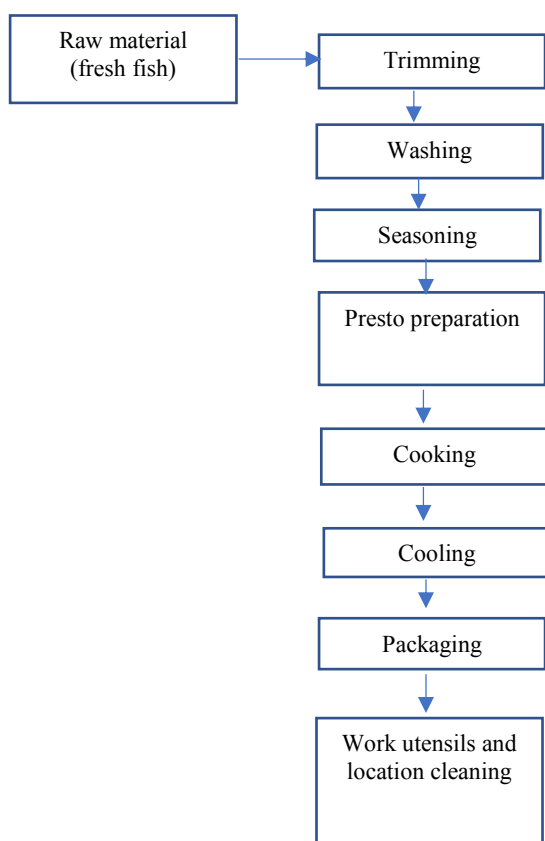 Raw material
(fresh fish)
Trimming
Washing
Seasoning
Presto preparation
Cooking
Cooling
Packaging
Work utensils and
location cleaning